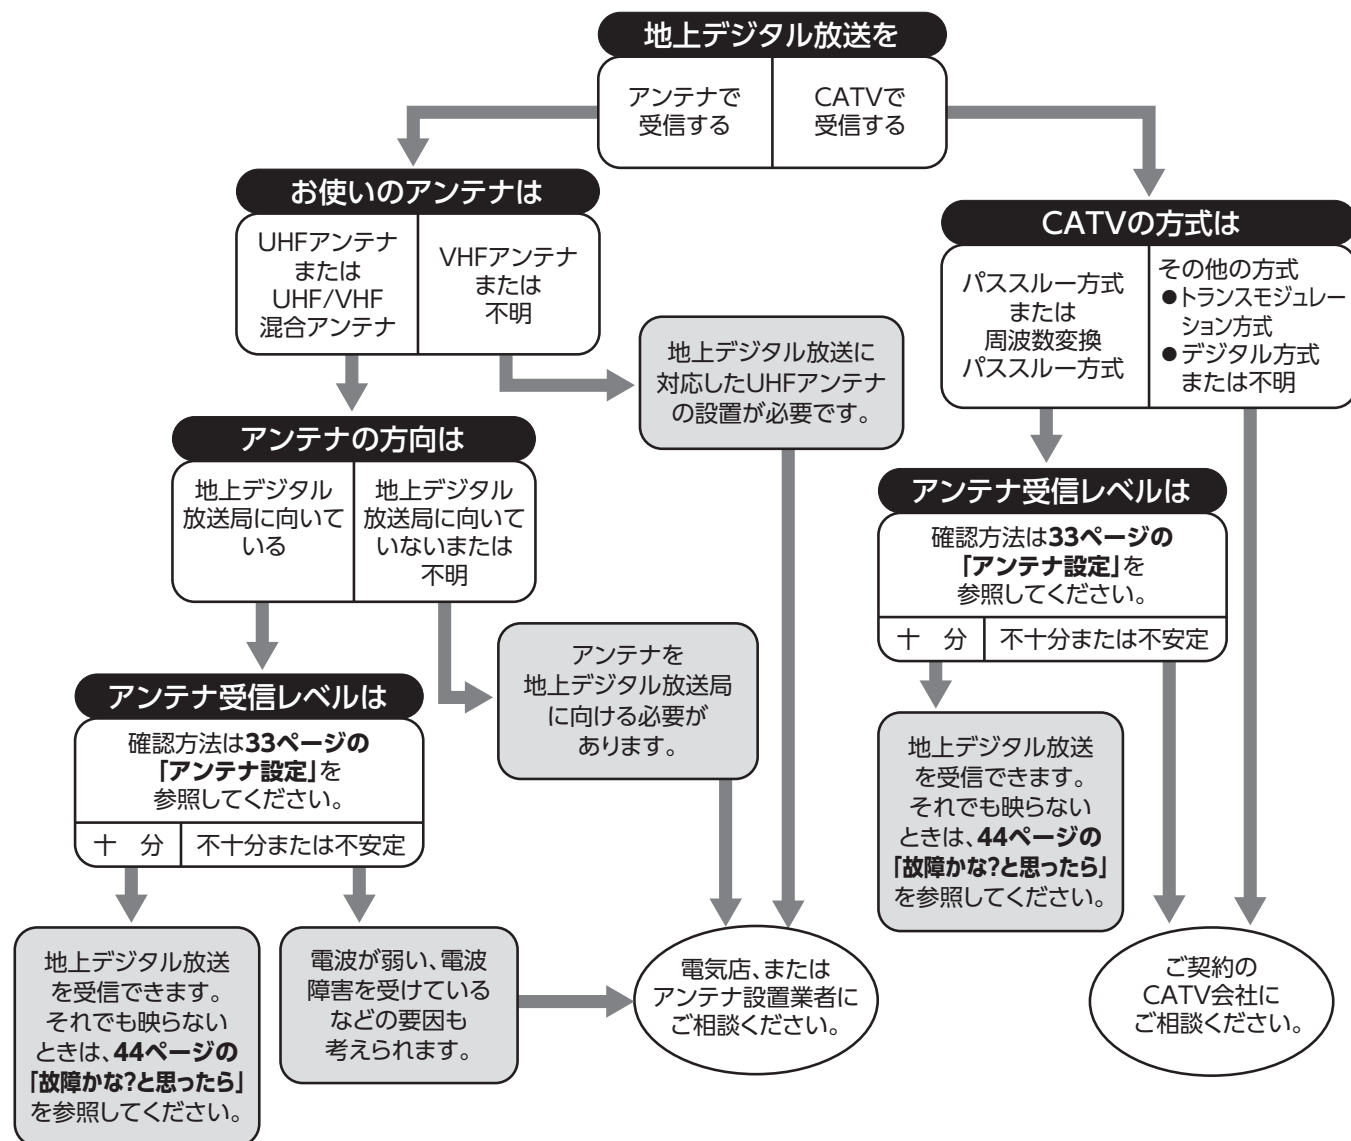 地上デジタル放送を
アンテナで
受信する
CATVで
受信する
お使いのアンテナは
UHFアンテナ
または
UHF/VHF
混合アンテナ
VHFアンテナ
または
不明
CATVの方式は
パススルー方式
または
周波数変換
パススルー方式
その他の方式
●トランスモジュレー
ション方式
●デジタル方式
または不明
地上デジタル放送に
対応したUHFアンテナ
の設置が必要です。
アンテナの方向は
地上デジタル
放送局に向いて
いる
地上デジタル
放送局に向いて
いないまたは
不明
アンテナ受信レベルは
確認方法は33ページの
「アンテナ設定」を
参照してください。
十　分
不十分または不安定
アンテナを
地上デジタル放送局
に向ける必要が
あります。
アンテナ受信レベルは
確認方法は33ページの
「アンテナ設定」を
参照してください。
十　分
不十分または不安定
地上デジタル放送
を受信できます。
それでも映らない
ときは、44ページの
「故障かな?と思ったら」
を参照してください。
地上デジタル放送
を受信できます。
それでも映らない
ときは、44ページの
「故障かな?と思ったら」
を参照してください。
電波が弱い、電波
障害を受けている
などの要因も
考えられます。
電気店、または
アンテナ設置業者に
ご相談ください。
ご契約の
CATV会社に
ご相談ください。